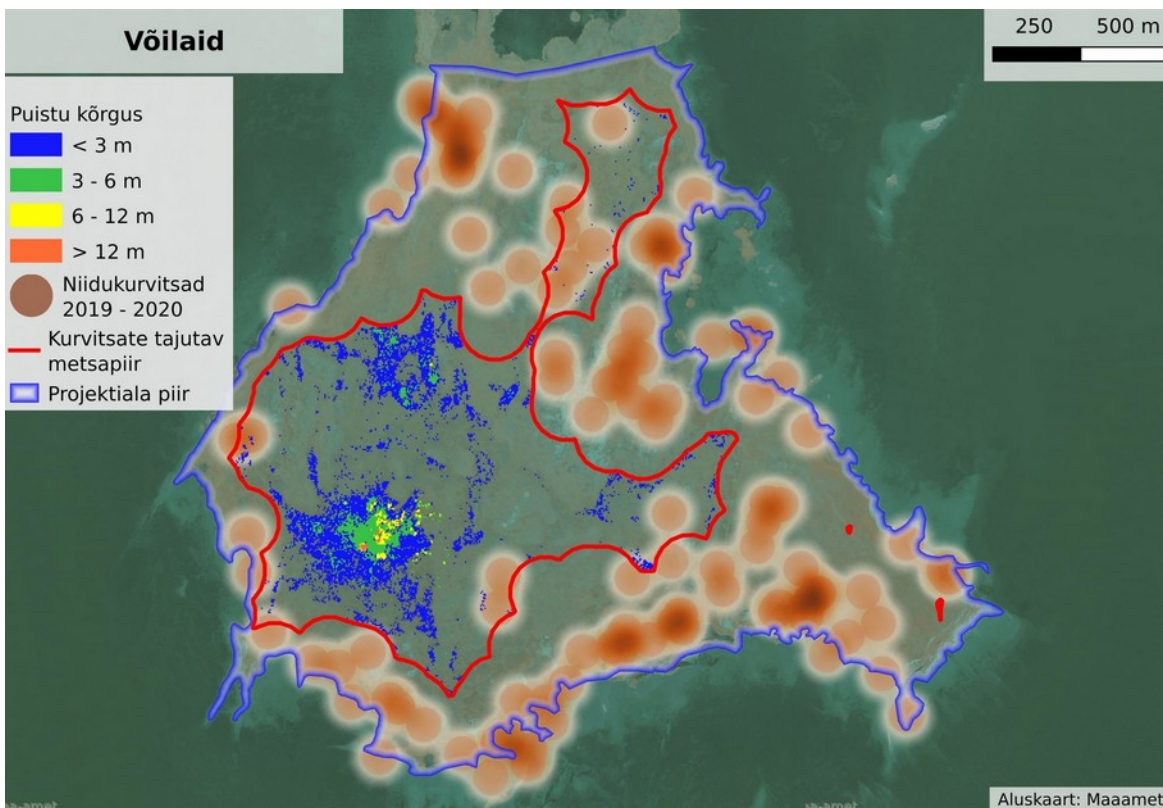 Võilaid
250 500 m
Puistu kõrgus
< 3 m
3 - 6 m
6 - 12 m
> 12 m
Niidukurvitsad
2019 - 2020
Kurvitsate tajutav
metsapiir
Projektiala piir
Aluskaart: Maaamet